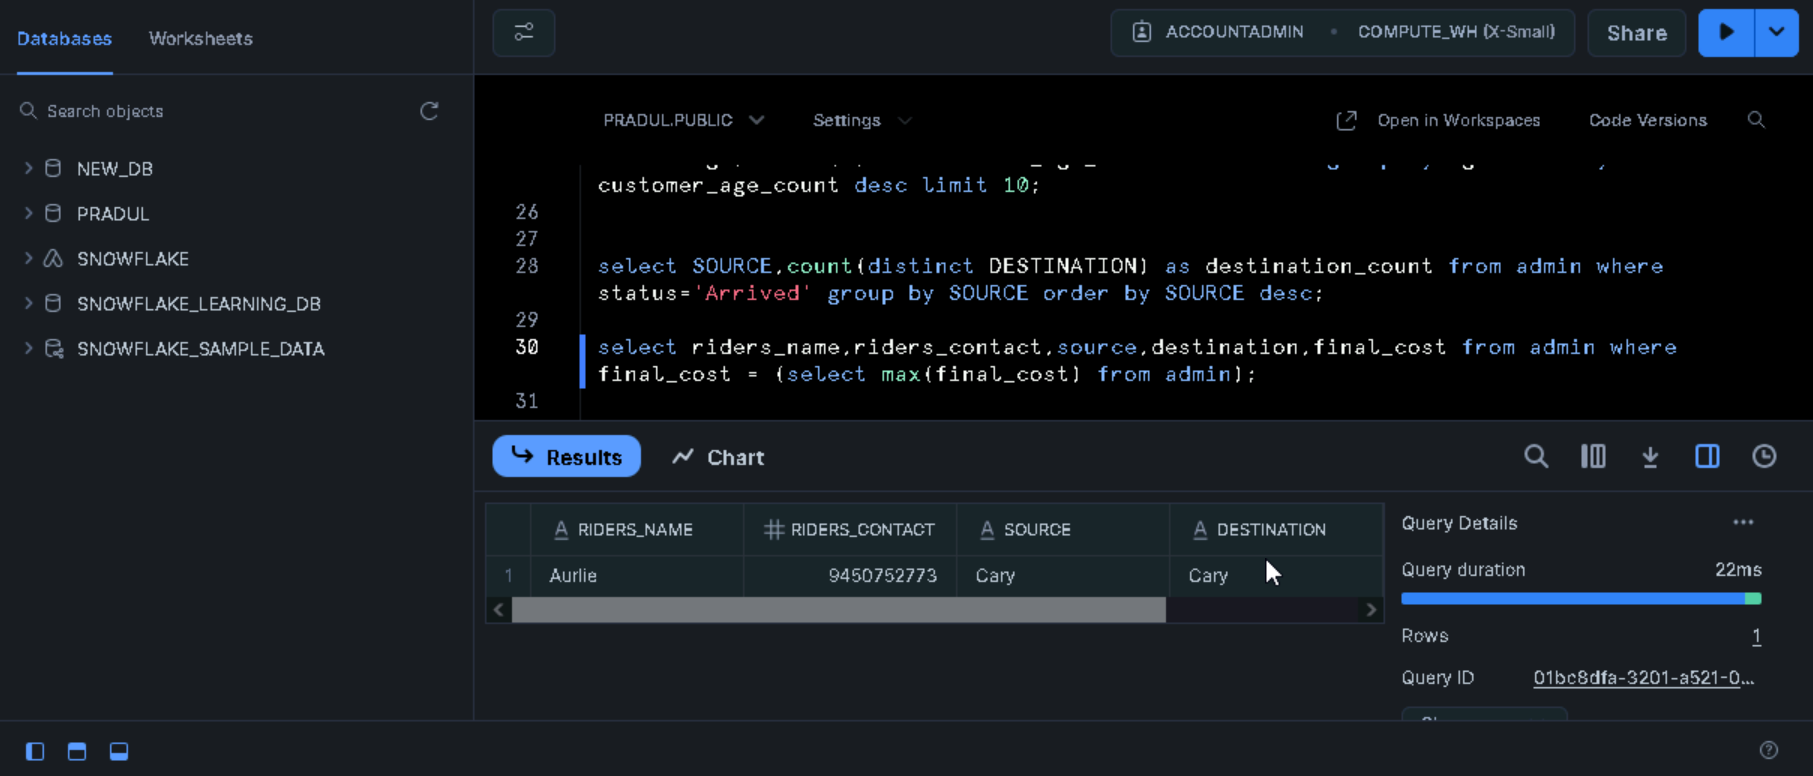 Databases Worksheets
ACCOUNTADMIN COMPUTE_WH (X-Small) Share
Search objects
NEW_DB
PRADUL
SNOWFLAKE
SNOWFLAKE_LEARNING_DB
SNOWFLAKE_SAMPLE_DATA
PRADUL.PUBLIC Settings Open in Workspaces Code Versions
customer_age_count desc limit 10;
26
27
28 select SOURCE,count(distinct DESTINATION) as destination_count from admin where
status='Arrived' group by SOURCE order by SOURCE desc;
29
30 select riders_name,riders_contact,source,destination,final_cost from admin where
final_cost = (select max(final_cost) from admin);
31
Results Chart
RIDERS_NAME RIDERS_CONTACT SOURCE DESTINATION
1 Aurlie 9450752773 Cary Cary
Query Details
Query duration 22ms
Rows 1
Query ID 01bc8dfa-3201-a521-0...